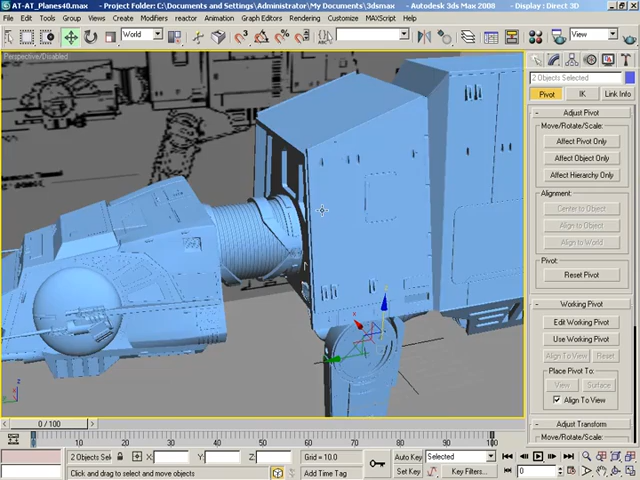 AT-AT_Planes40.max - Project Folder: C:\Documents and Settings\Administrator\My Documents\3dsmax - Autodesk 3ds Max 2008 - Display : Direct 3D
File Edit Tools Group Views Create Modifiers reactor Animation Graph Editors Rendering Customize MAXScript Help
World View
Perspective/Disabled
2 Objects Selected
Pivot IK Link Info
Adjust Pivot
Move/Rotate/Scale:
Affect Pivot Only
Affect Object Only
Affect Hierarchy Only
Alignment:
Center to Object
Align to Object
Align to World
Pivot:
Reset Pivot
Working Pivot
Edit Working Pivot
Use Working Pivot
Align To View Reset
Place Pivot To:
View Surface
Align To View
Adjust Transform
Move/Rotate/Scale:
0 / 100
0 10 20 30 40 50 60 70 80 90 100
2 Objects Sel X: Y: Z: Grid = 10.0 Auto Key Selected
Click and drag to select and move objects Add Time Tag Set Key Key Filters... 0